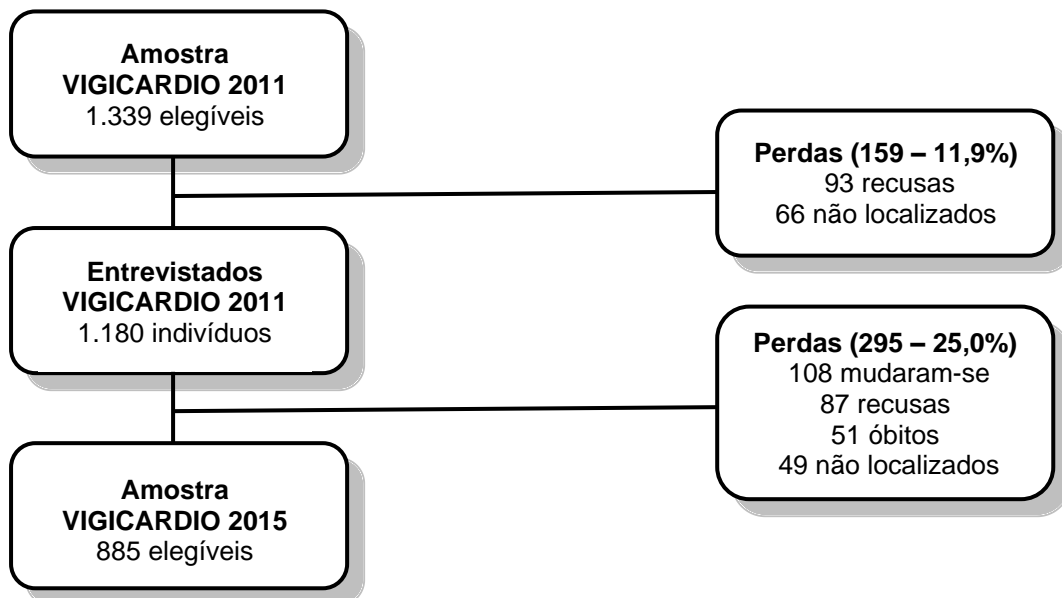 Amostra
VIGICARDIO 2011
1.339 elegíveis
Perdas (159 – 11,9%)
93 recusas
66 não localizados
Entrevistados
VIGICARDIO 2011
1.180 indivíduos
Perdas (295 – 25,0%)
108 mudaram-se
87 recusas
51 óbitos
49 não localizados
Amostra
VIGICARDIO 2015
885 elegíveis